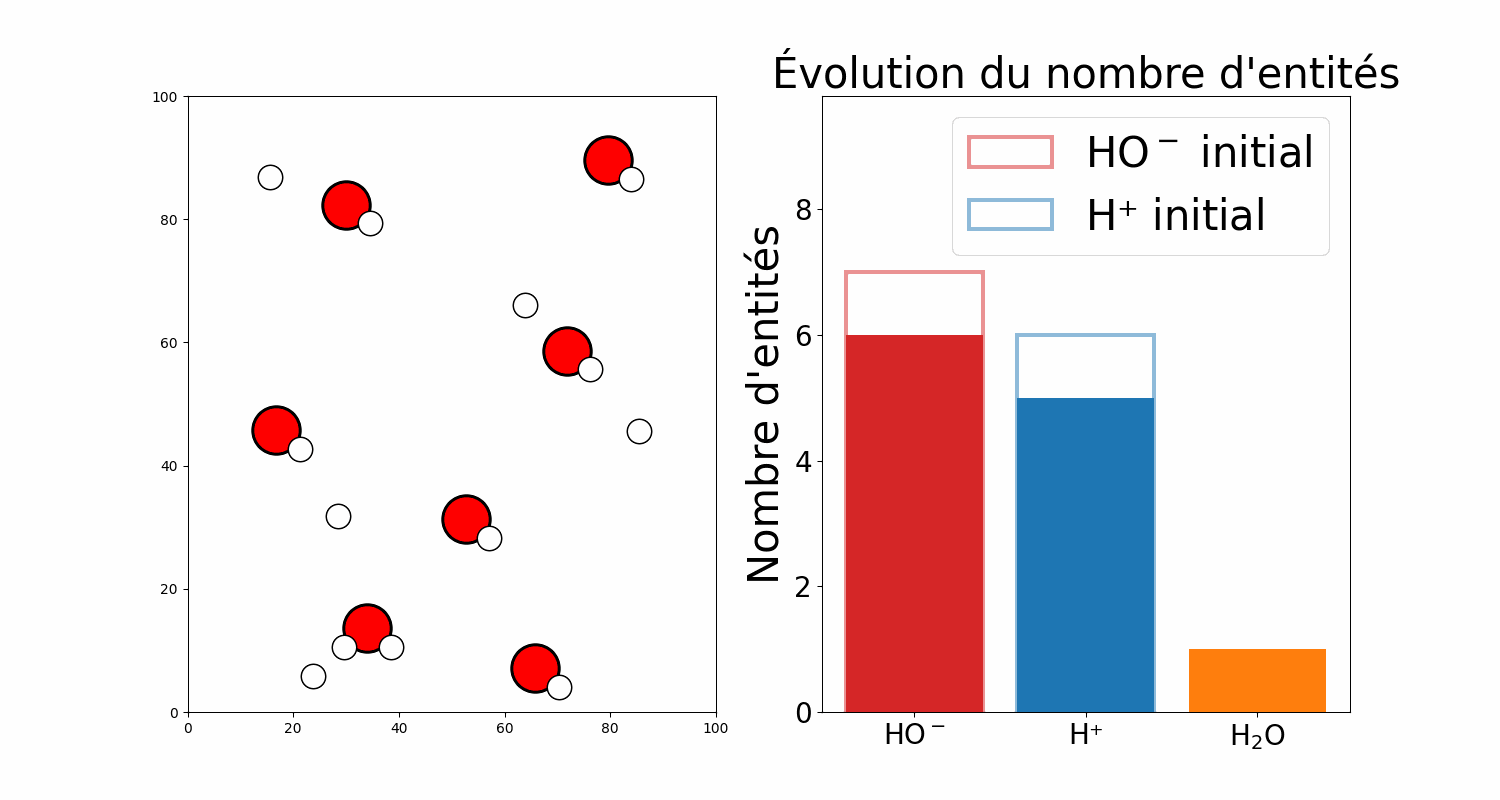 Évolution du nombre d'entités
100
80
60
40
20
0
0 20 40 60 80 100
Nombre d'entités
8
6
4
2
0
HO⁻ initial
H⁺ initial
HO⁻ H⁺ H₂O